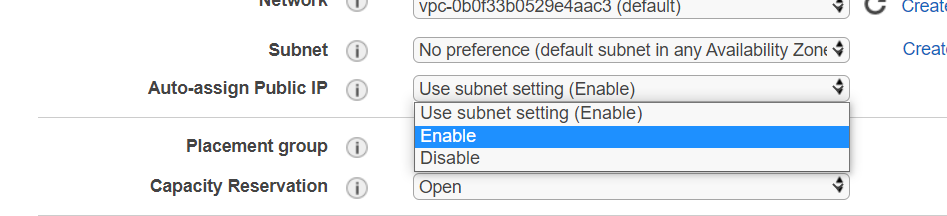 Network
vpc-0b0f33b0529e4aac3 (default)
Create
Subnet
No preference (default subnet in any Availability Zone
Create
Auto-assign Public IP
Use subnet setting (Enable)
Use subnet setting (Enable)
Enable
Disable
Placement group
Capacity Reservation
Open